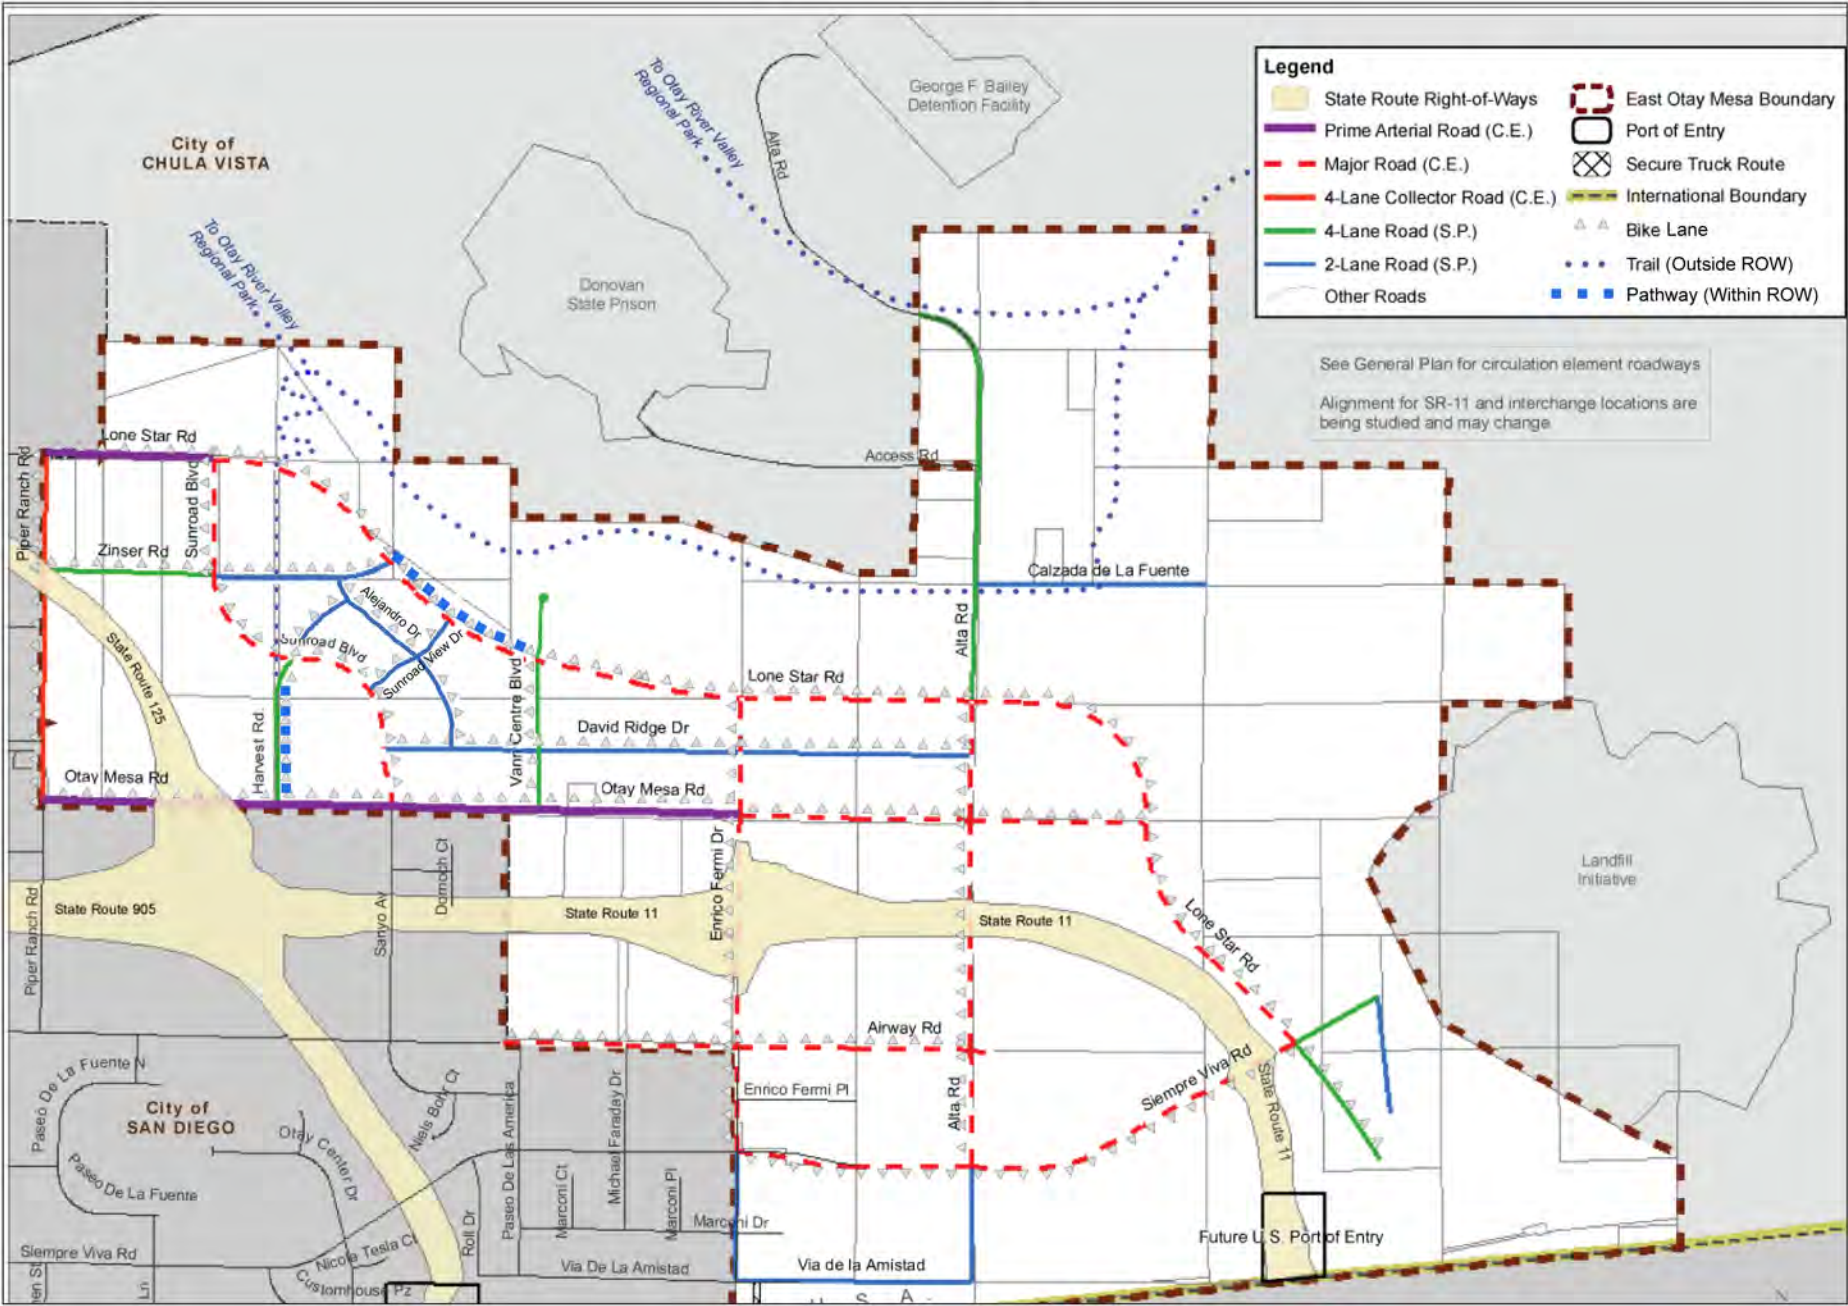 To Otay River Valley
Regional Park
George F. Bailey
Detention Facility
Alta Rd
City of
CHULA VISTA
To Otay River Valley
Regional Park
Donovan
State Prison
Legend
State Route Right-of-Ways
Prime Arterial Road (C.E.)
Major Road (C.E.)
4-Lane Collector Road (C.E.)
4-Lane Road (S.P.)
2-Lane Road (S.P.)
Other Roads
East Otay Mesa Boundary
Port of Entry
Secure Truck Route
International Boundary
Bike Lane
Trail (Outside ROW)
Pathway (Within ROW)
See General Plan for circulation element roadways
Alignment for SR-11 and interchange locations are
being studied and may change
Lone Star Rd
Piper Ranch Rd
Sunroad Blvd
Access Rd
Zinser Rd
Calzada de La Fuente
Alejandro Dr
Sunroad Blvd
Sunroad View Dr
State Route 125
Alta Rd
Lone Star Rd
Vann Centre Blvd
David Ridge Dr
Harvest Rd.
Otay Mesa Rd
Otay Mesa Rd
Enrico Fermi Dr
Dornoch Ct
Landfill
Initiative
Piper Ranch Rd
State Route 905
Sanyo Av
State Route 11
State Route 11
Lone Star Rd
Airway Rd
Siempre Viva Rd
State Route 11
Enrico Fermi Pl
Alta Rd
Paseo De La Fuente N
City of
SAN DIEGO
Niels Bohr Ct
Otay Center Dr
Paseo De Las America
Michael Faraday Dr
Marconi Ct
Marconi Pl
Paseo De La Fuente
Marconi Dr
Roll Dr
Siempre Viva Rd
Nicola Tesla Ct
Customhouse Pz
Ln
Via De La Amistad
Via de la Amistad
Future U.S. Port of Entry
U S A
N